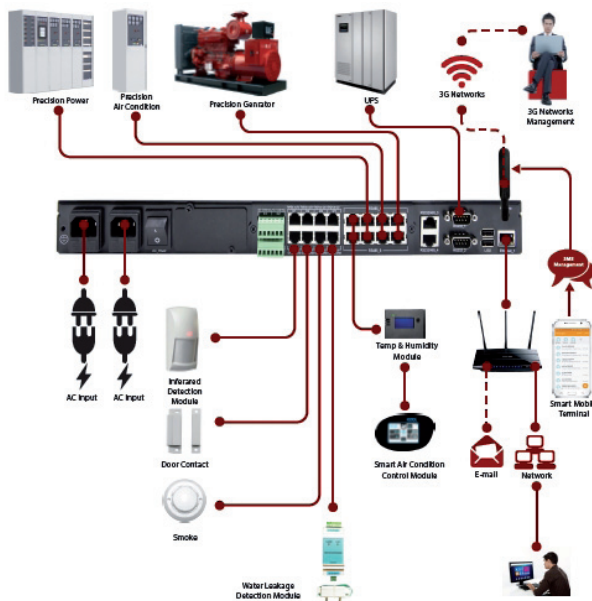 Precision Power
Precision
Air Condition
Precision Genrator
UPS
3G Networks
3G Networks
Management
SMS
Management
AC Input
AC Input
Inferared
Detection
Module
Temp & Humidity
Module
Smart Mobile
Terminal
Door Contact
Smart Air Condition
Control Module
E-mail
Network
Smoke
Water Leakage
Detection Module